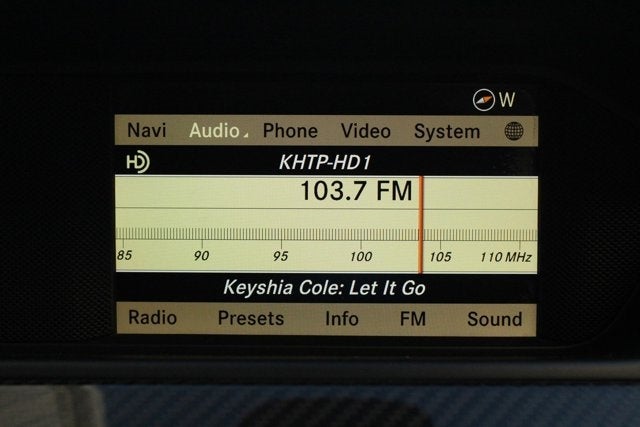 W
Navi Audio Phone Video System
HD KHTP-HD1
103.7 FM
85 90 95 100 105 110 MHz
Keyshia Cole: Let It Go
Radio Presets Info FM Sound